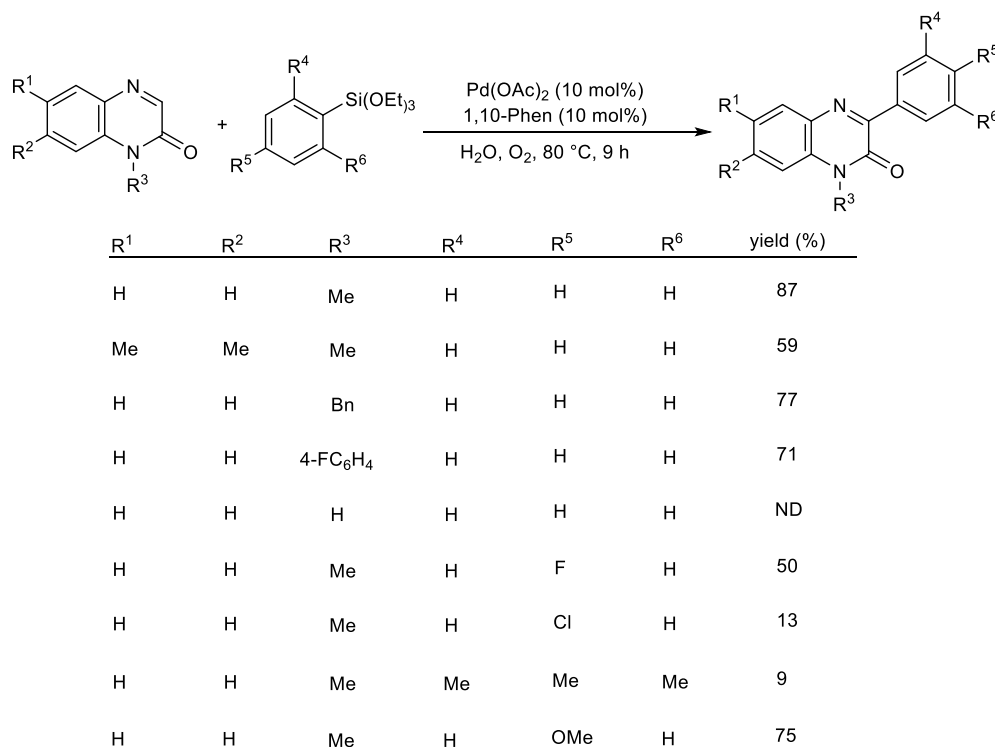 R⁴
R⁵
R⁶
R¹
R²
N
N
O
R³
+
R⁴
Si(OEt)₃
R⁵
R⁶
Pd(OAc)₂ (10 mol%)
1,10-Phen (10 mol%)
H₂O, O₂, 80 °C, 9 h
R¹
R²
N
N
O
R³
R¹ R² R³ R⁴ R⁵ R⁶ yield (%)
H H Me H H H 87
Me Me Me H H H 59
H H Bn H H H 77
H H 4-FC₆H₄ H H H 71
H H H H H H ND
H H Me H F H 50
H H Me H Cl H 13
H H Me Me Me Me 9
H H Me H OMe H 75